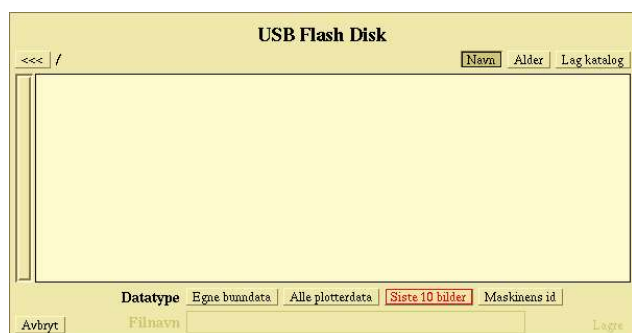 USB Flash Disk
<<< / Navn Alder Lag katalog
Datatype Egne bunndata Alle plotterdata Siste 10 bilder Maskinens id
Avbryt Filnavn Lagre